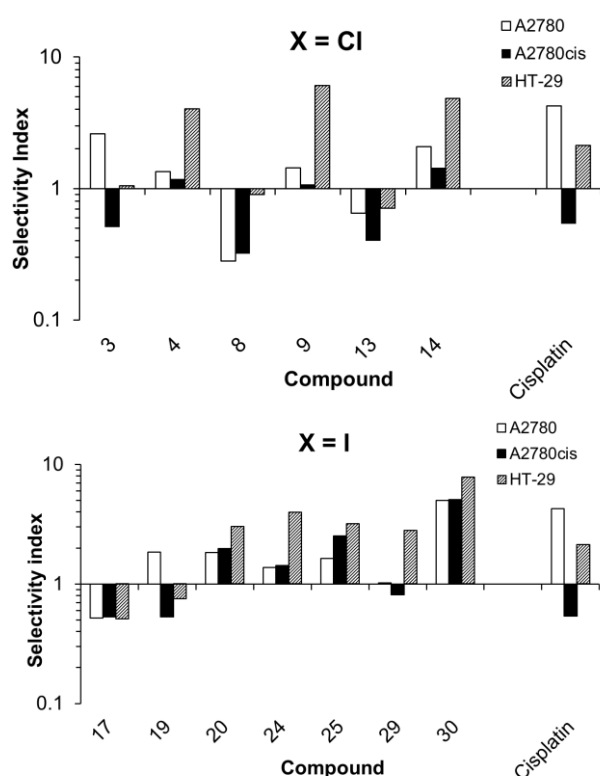 X = Cl
A2780
A2780cis
HT-29
Selectivity Index
10
1
0.1
3
4
8
9
13
14
Cisplatin
Compound
X = I
A2780
A2780cis
HT-29
Selectivity index
10
1
0.1
17
19
20
24
25
29
30
Cisplatin
Compound